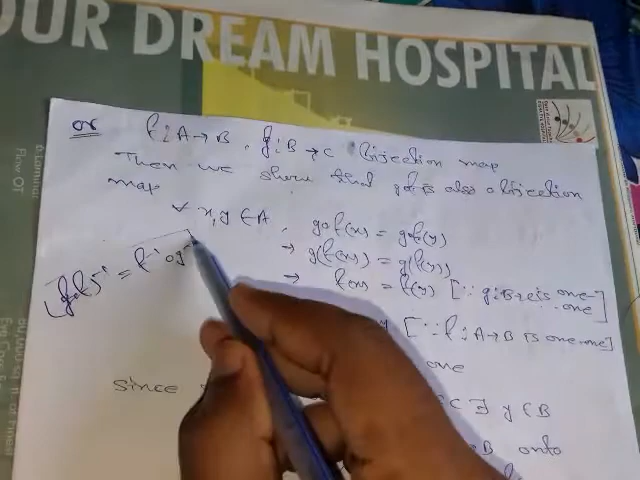 OUR DREAM HOSPITAL
or f : A → B , g : B → C bijection map
Then we show that gof is also a bijection
map
∀ x, y ∈ A , gof(x) = gof(y)
→ g(f(x)) = g(f(y))
→ f(x) = f(y) [∵ g : B → C is one-
one]
(gof)⁻¹ = f⁻¹ o g⁻
[∵ f : A → B is one-one]
one
since
C ∃ y ∈ B
B onto